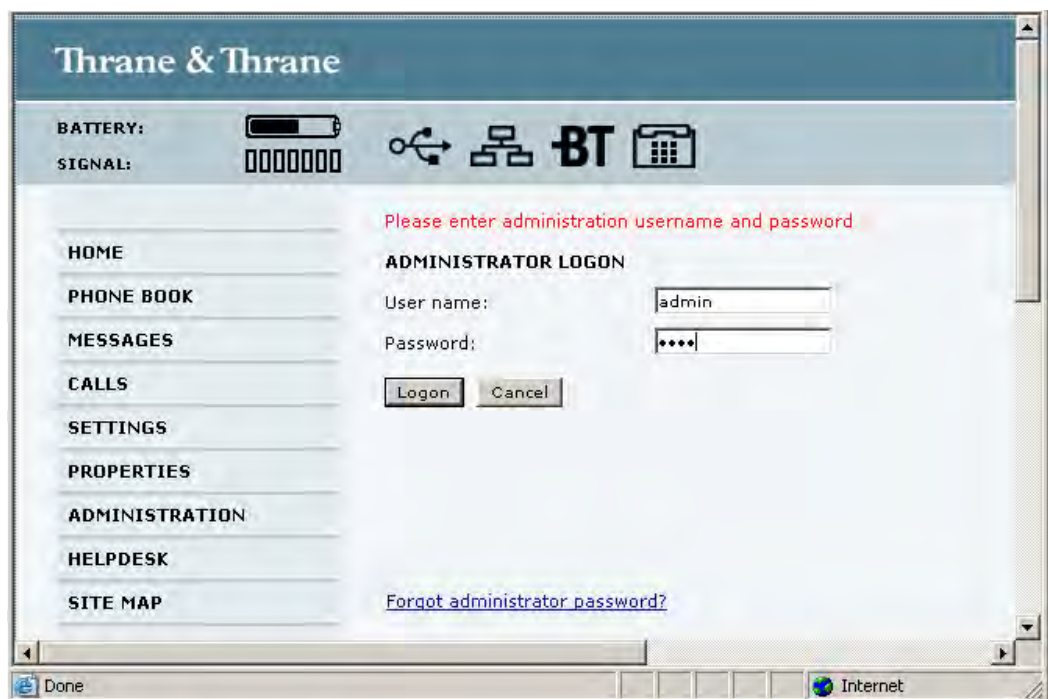 Thrane & Thrane
BATTERY:
SIGNAL:
BT
Please enter administration username and password
HOME
PHONE BOOK
MESSAGES
CALLS
SETTINGS
PROPERTIES
ADMINISTRATION
HELPDESK
SITE MAP
ADMINISTRATOR LOGON
User name: admin
Password: ••••
Logon Cancel
Forgot administrator password?
Done Internet